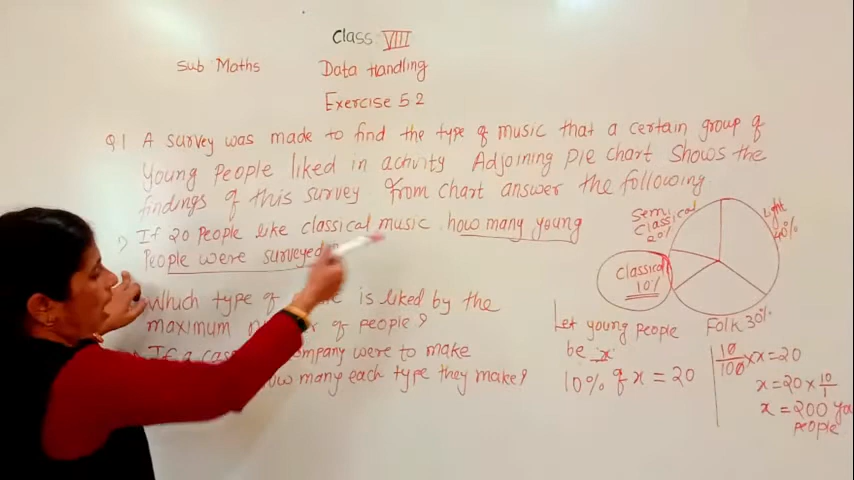 Class VIII
Sub Maths
Data Handling
Exercise 5 2
Q1 A survey was made to find the type of music that a certain group of
young People liked in activity Adjoining Pie chart shows the
findings of this survey From chart answer the following
If 20 People like classical music how many young
People were surveyed?
Which type of is liked by the
maximum of people?
were to make
how many each type they make?
Semi
Classical
20%
Light
40%
Classical
10%
Folk 30%
Let young people
be x
10% of x = 20
10/100 × x = 20
x = 20 × 10/1
x = 200 You
People